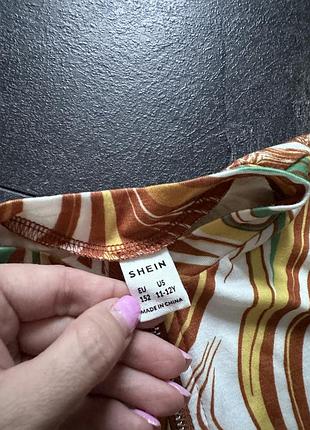 SHEIN
EU US
152 11-12Y
MADE IN CHINA